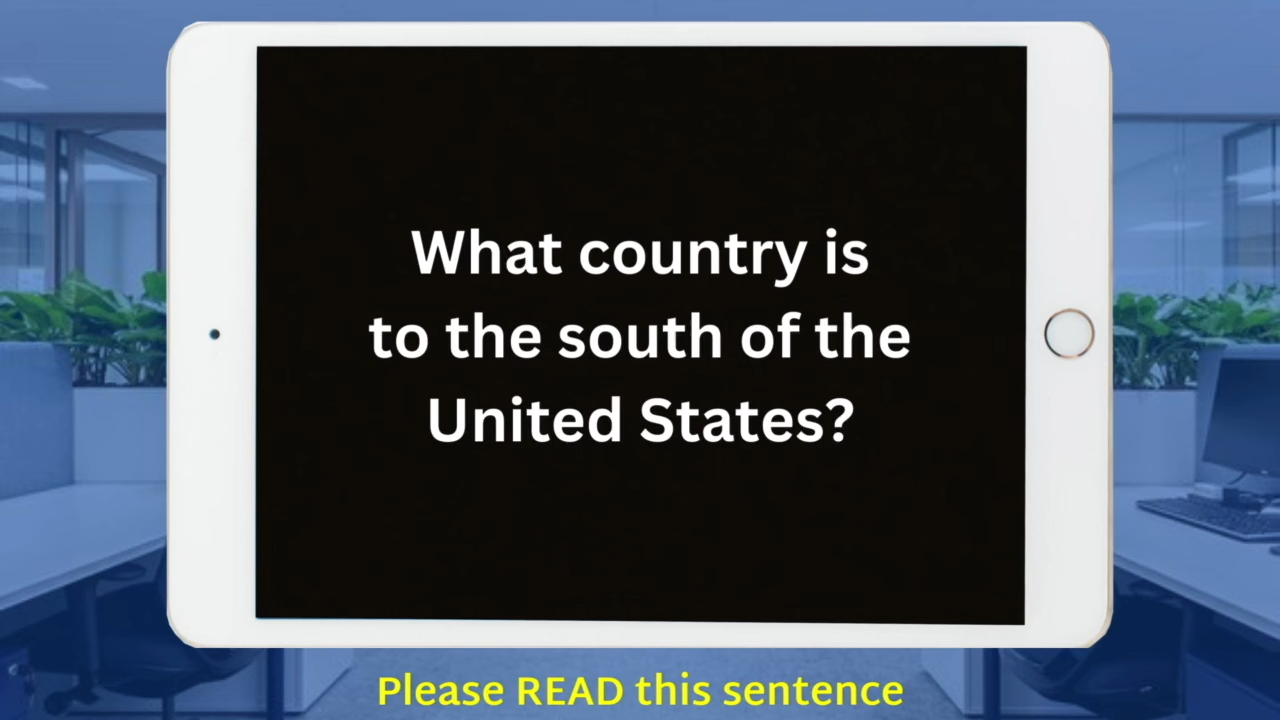 What country is
to the south of the
United States?
Please READ this sentence